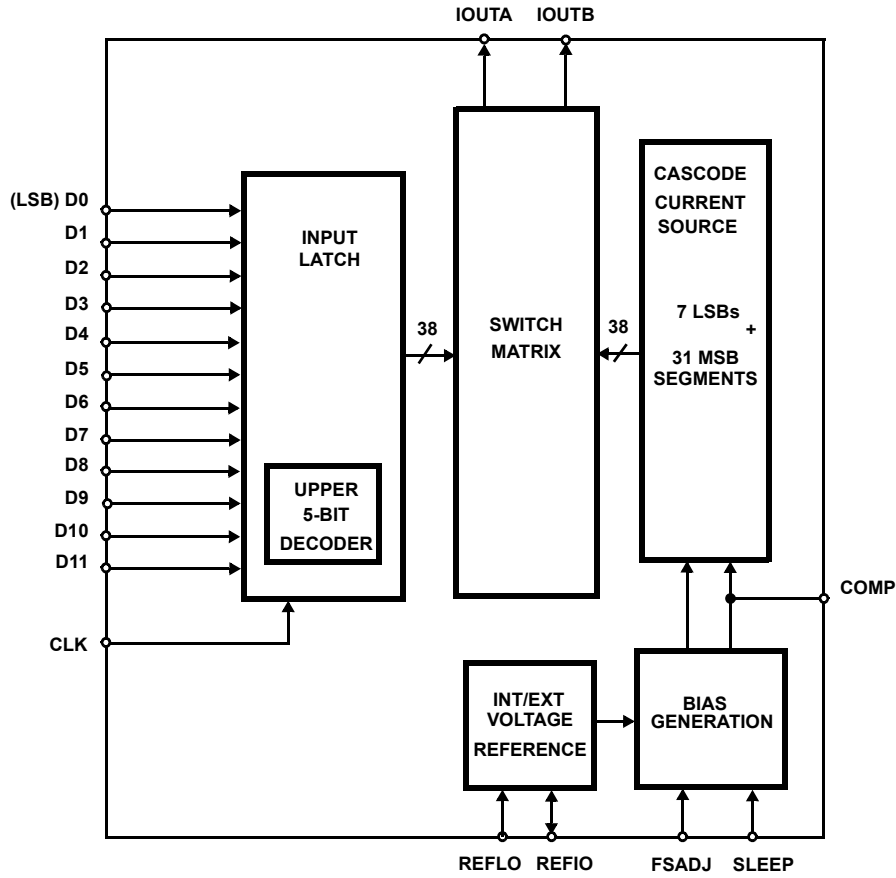 IOUTA IOUTB
(LSB) D0
D1
D2
D3
D4
D5
D6
D7
D8
D9
D10
D11
CLK
INPUT
LATCH
UPPER
5-BIT
DECODER
38
SWITCH
MATRIX
38
CASCODE
CURRENT
SOURCE
7 LSBs
+
31 MSB
SEGMENTS
COMP
INT/EXT
VOLTAGE
REFERENCE
BIAS
GENERATION
REFLO REFIO FSADJ SLEEP